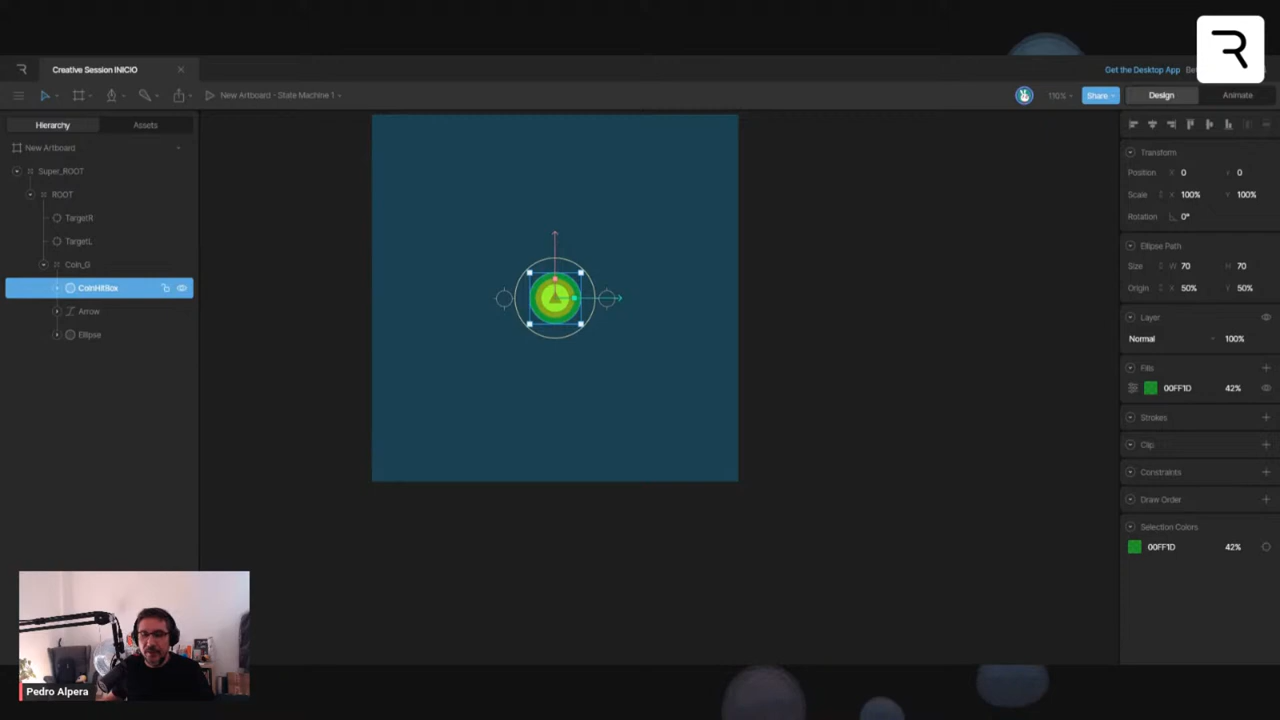 Creative Session INICIO
Get the Desktop App
New Artboard - State Machine 1
110%
Share
Design
Animate
Hierarchy
Assets
New Artboard
Super_ROOT
ROOT
TargetR
TargetL
Coin_G
CoinHitBox
Arrow
Ellipse
Transform
Position X 0 Y 0
Scale X 100% Y 100%
Rotation 0°
Ellipse Path
Size W 70 H 70
Origin X 50% Y 50%
Layer
Normal 100%
Fills
00FF1D 42%
Strokes
Clip
Constraints
Draw Order
Selection Colors
00FF1D 42%
Pedro Alpera